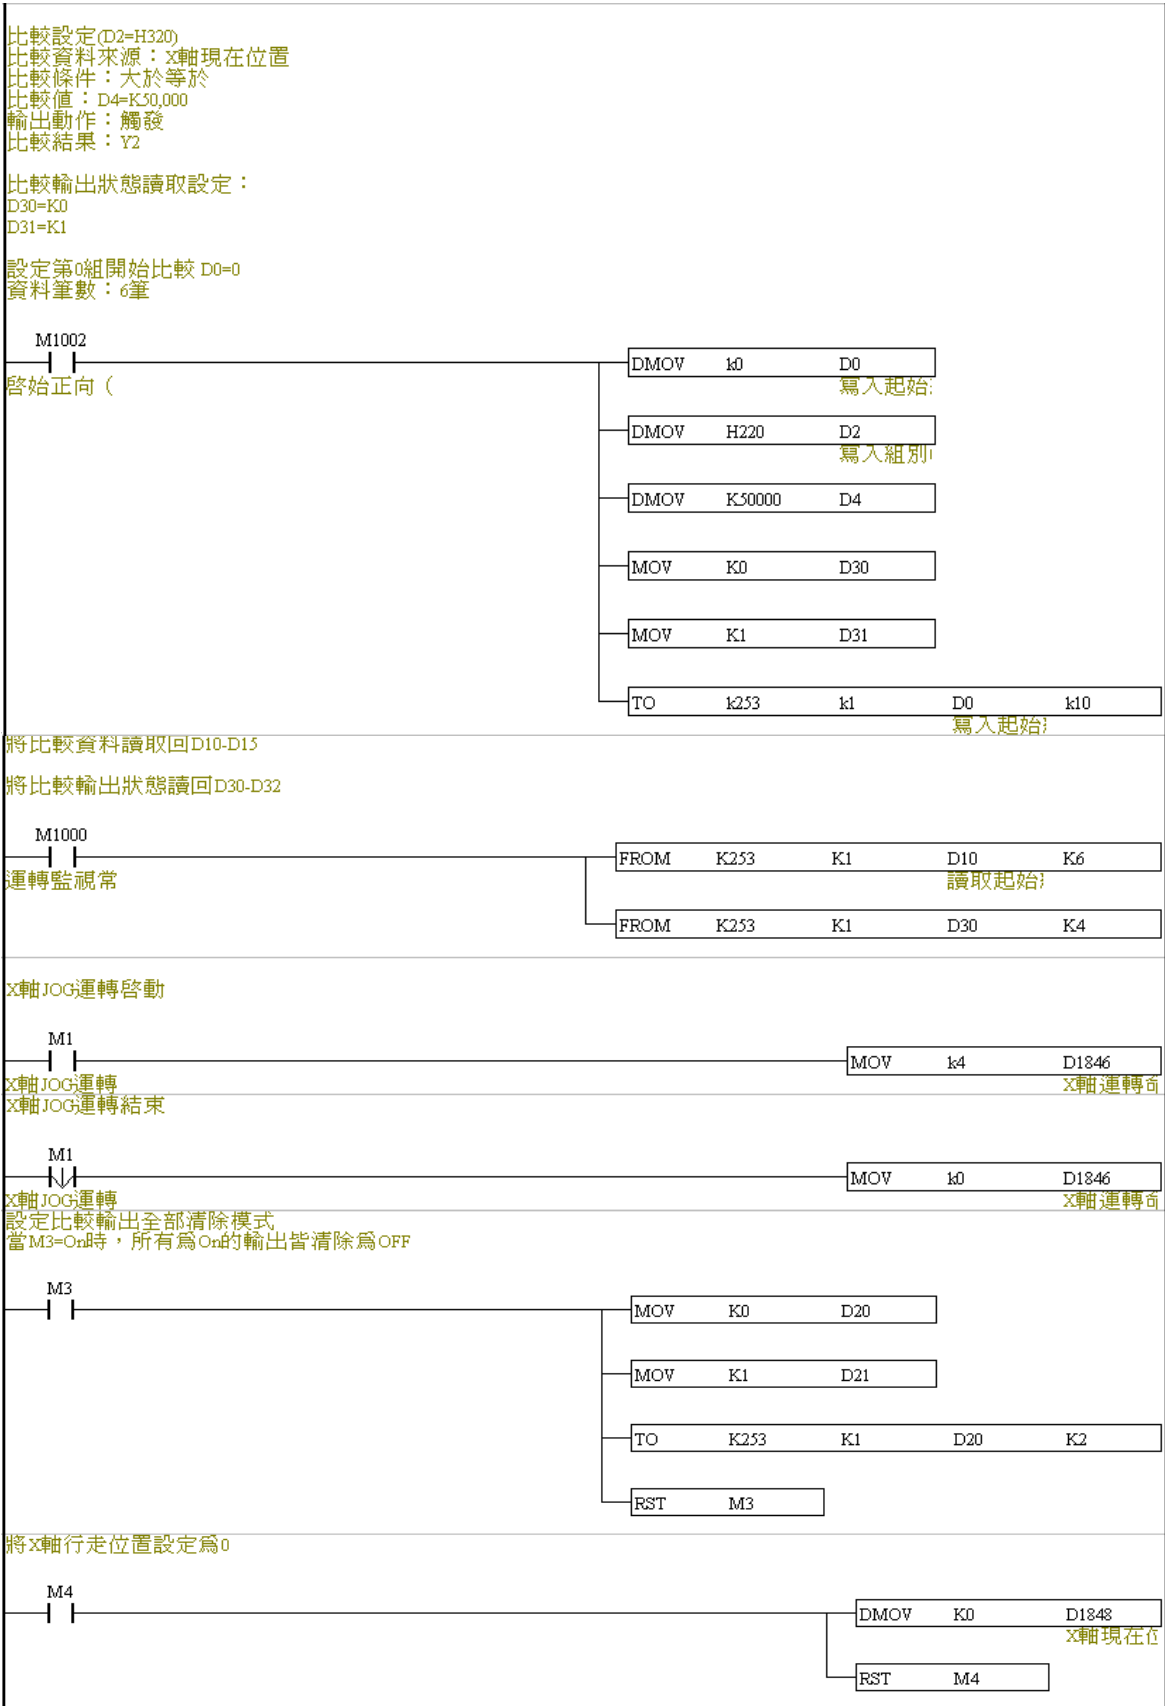 比較設定(D2=H320)
比較資料來源：X軸現在位置
比較條件：大於等於
比較值：D4=K50,000
輸出動作：觸發
比較結果：Y2
比較輸出狀態讀取設定：
D30=K0
D31=K1
設定第0組開始比較 D0=0
資料筆數：6筆
M1002
DMOV k0 D0
啓始正向（
寫入起始
DMOV H220 D2
寫入組別
DMOV K50000 D4
MOV K0 D30
MOV K1 D31
TO k253 k1 D0 k10
寫入起始
將比較資料讀取回D10-D15
將比較輸出狀態讀回D30-D32
M1000
FROM K253 K1 D10 K6
運轉監視常
讀取起始
FROM K253 K1 D30 K4
X軸JOG運轉啓動
M1
MOV k4 D1846
X軸JOG運轉
X軸運轉命
X軸JOG運轉結束
M1
MOV k0 D1846
X軸JOG運轉
X軸運轉命
設定比較輸出全部清除模式
當M3=On時，所有爲On的輸出皆清除爲OFF
M3
MOV K0 D20
MOV K1 D21
TO K253 K1 D20 K2
RST M3
將X軸行走位置設定爲0
M4
DMOV K0 D1848
X軸現在位
RST M4